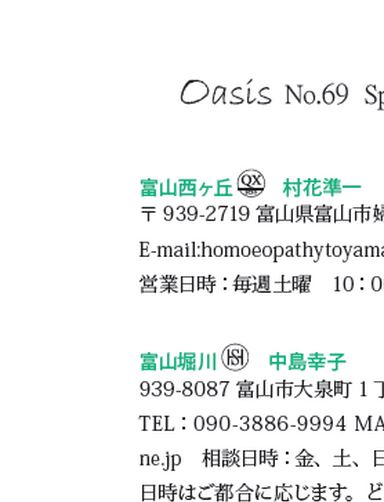 Oasis No.69 Sp
富山西ヶ丘 QX 村花準一
〒 939-2719 富山県富山市婦
E-mail:homoeopathytoyama
営業日時：毎週土曜 10：0
富山堀川 HSI 中島幸子
939-8087 富山市大泉町 1 丁
TEL：090-3886-9994 MA
ne.jp 相談日時：金、土、日
日時はご都合に応じます。ど